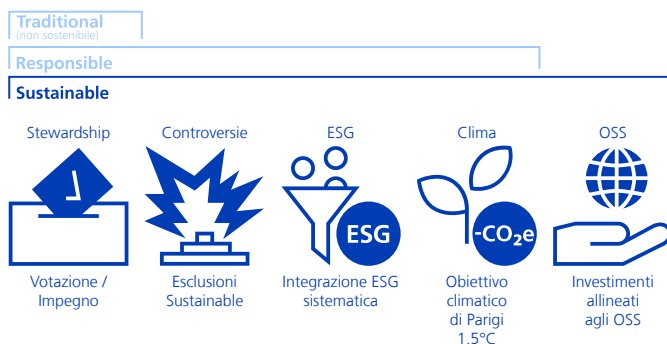 Traditional
(non sostenibile)
Responsible
Sustainable
Stewardship
Controversie
ESG
Clima
OSS
ESG
-CO₂e
Votazione /
Impegno
Esclusioni
Sustainable
Integrazione ESG
sistematica
Obiettivo
climatico
di Parigi
1,5°C
Investimenti
allineati
agli OSS